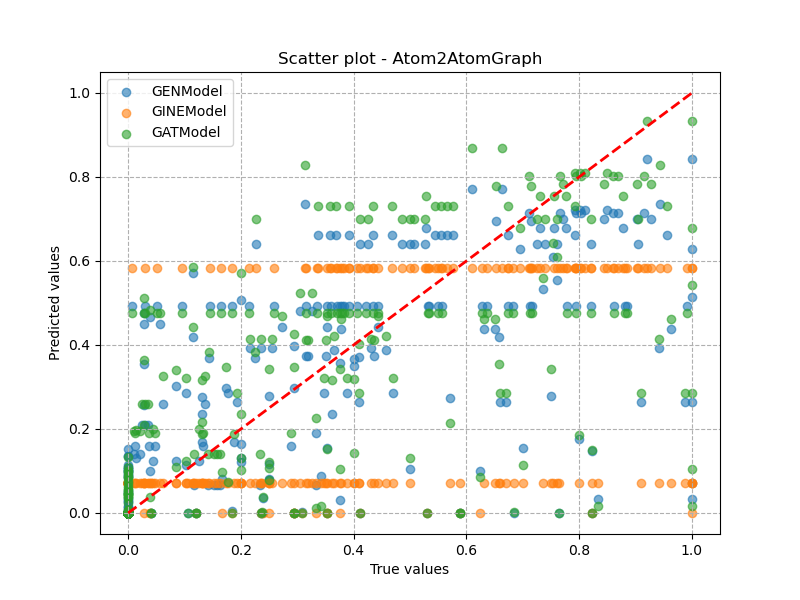 Scatter plot - Atom2AtomGraph
GENModel
GINEModel
GATModel
1.0
0.8
0.6
0.4
0.2
0.0
Predicted values
0.0 0.2 0.4 0.6 0.8 1.0
True values